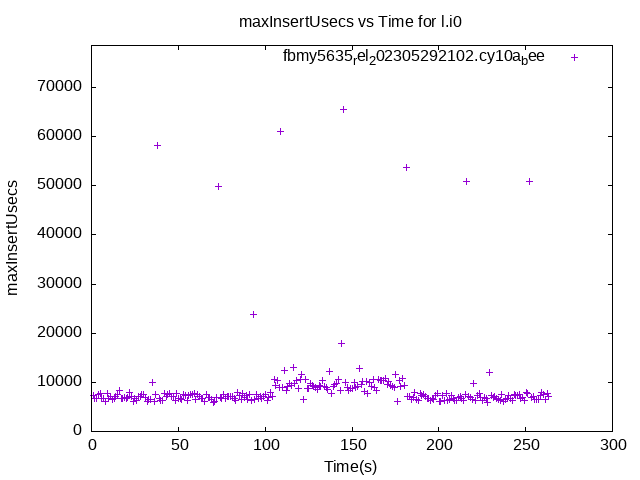 maxInsertUsecs vs Time for l.i0
fbmy5635rel202305292102.cy10abee
70000
60000
50000
40000
30000
20000
10000
0
maxInsertUsecs
0 50 100 150 200 250 300
Time(s)